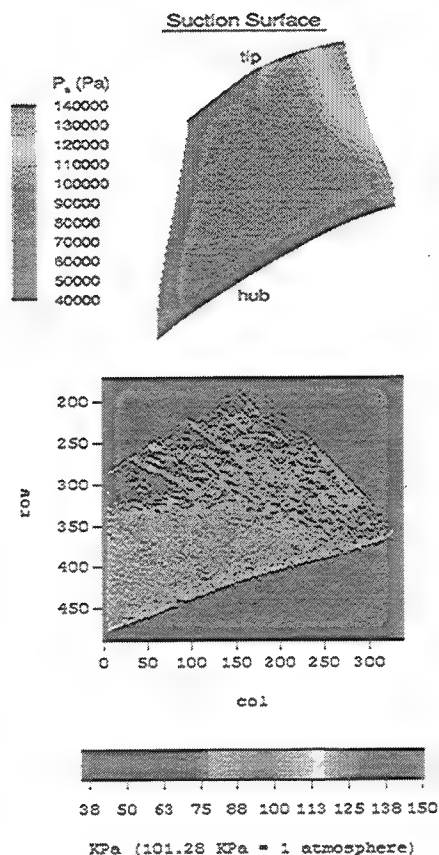 Suction Surface
tip
Ps (Pa)
140000
130000
120000
110000
100000
90000
80000
70000
60000
50000
40000
hub
200
250
300
350
400
450
row
0 50 100 150 200 250 300
col
38 50 63 75 88 100 113 125 138 150
KPa (101.28 KPa = 1 atmosphere)